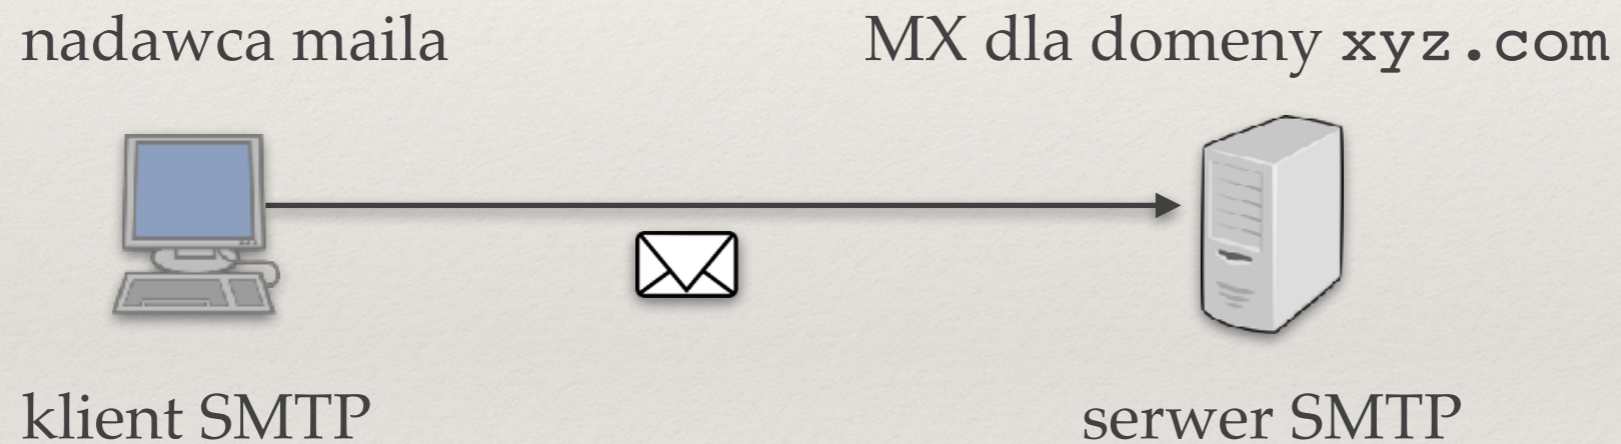 nadawca maila
MX dla domeny xyz.com
klient SMTP
serwer SMTP